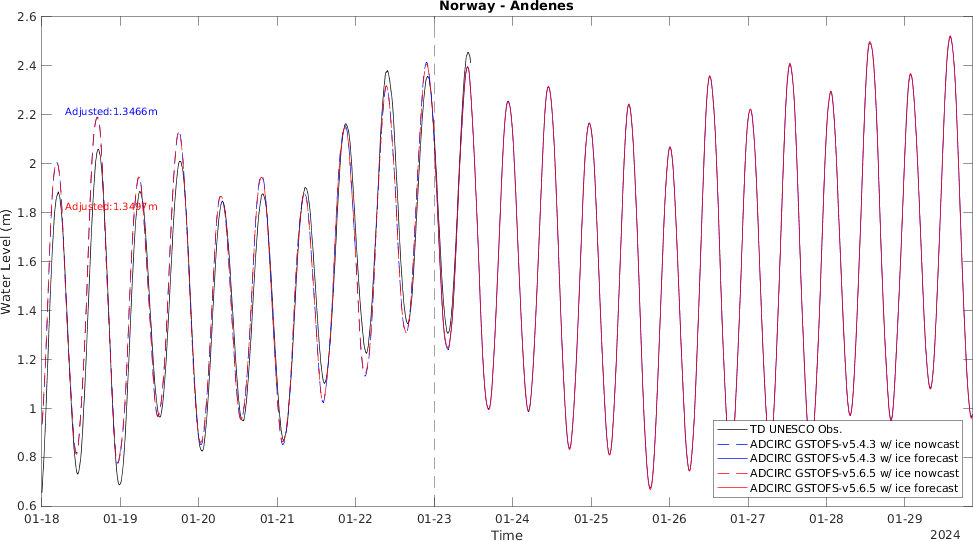 Norway - Andenes
2.6
2.4
2.2
2
1.8
1.6
1.4
1.2
1
0.8
0.6
Water Level (m)
Adjusted:1.3466m
Adjusted:1.3497m
TD UNESCO Obs.
ADCIRC GSTOFS-v5.4.3 w/ ice nowcast
ADCIRC GSTOFS-v5.4.3 w/ ice forecast
ADCIRC GSTOFS-v5.6.5 w/ ice nowcast
ADCIRC GSTOFS-v5.6.5 w/ ice forecast
01-18 01-19 01-20 01-21 01-22 01-23 01-24 01-25 01-26 01-27 01-28 01-29
Time
2024